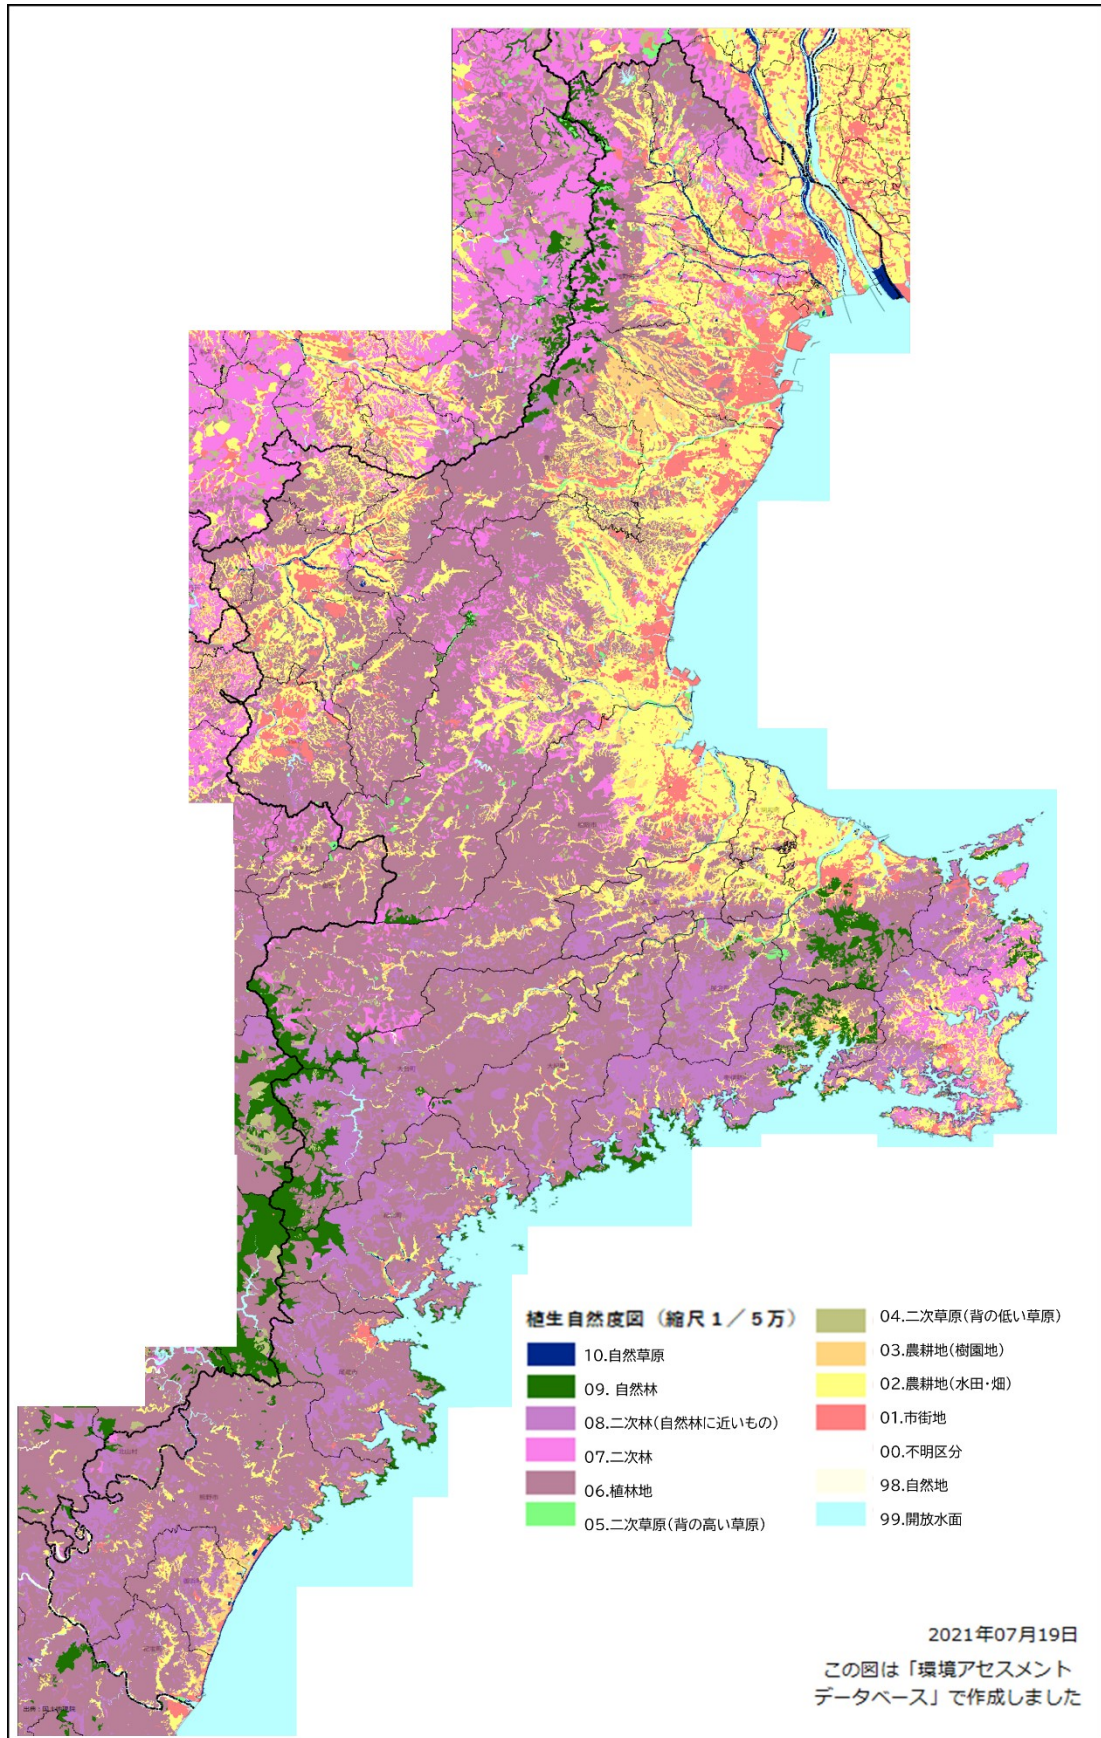 植生自然度図（縮尺１／５万）
10.自然草原
09. 自然林
08.二次林(自然林に近いもの)
07.二次林
06.植林地
05.二次草原(背の高い草原)
04.二次草原(背の低い草原)
03.農耕地(樹園地)
02.農耕地(水田・畑)
01.市街地
00.不明区分
98.自然地
99.開放水面
2021年07月19日
この図は「環境アセスメント
データベース」で作成しました